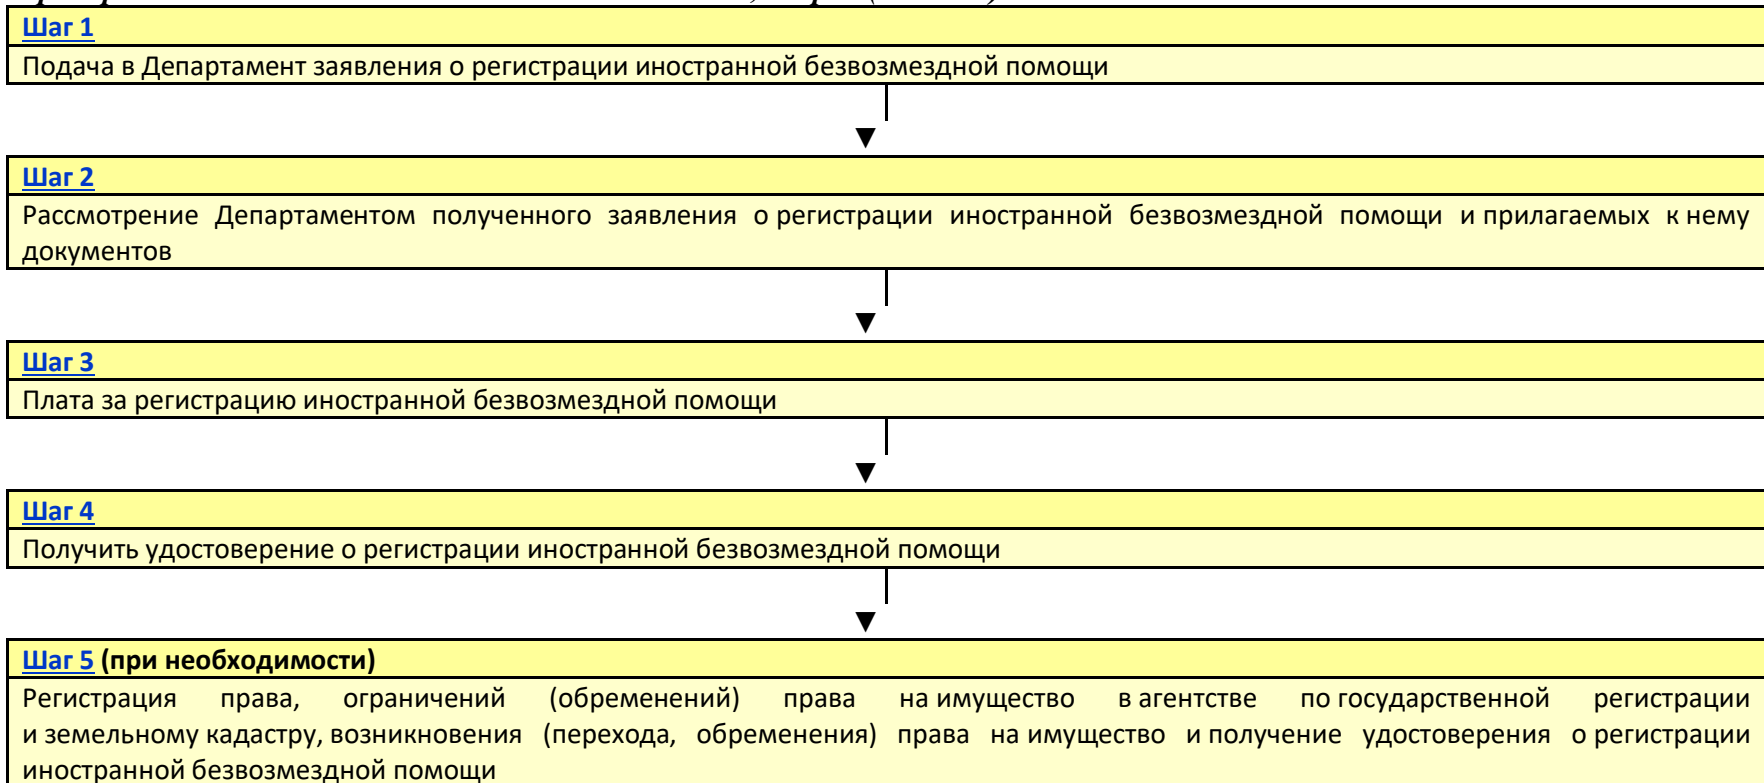 Шаг 1
Подача в Департамент заявления о регистрации иностранной безвозмездной помощи
▼
Шаг 2
Рассмотрение Департаментом полученного заявления о регистрации иностранной безвозмездной помощи и прилагаемых к нему
документов
▼
Шаг 3
Плата за регистрацию иностранной безвозмездной помощи
▼
Шаг 4
Получить удостоверение о регистрации иностранной безвозмездной помощи
▼
Шаг 5 (при необходимости)
Регистрация права, ограничений (обременений) права на имущество в агентстве по государственной регистрации
и земельному кадастру, возникновения (перехода, обременения) права на имущество и получение удостоверения о регистрации
иностранной безвозмездной помощи